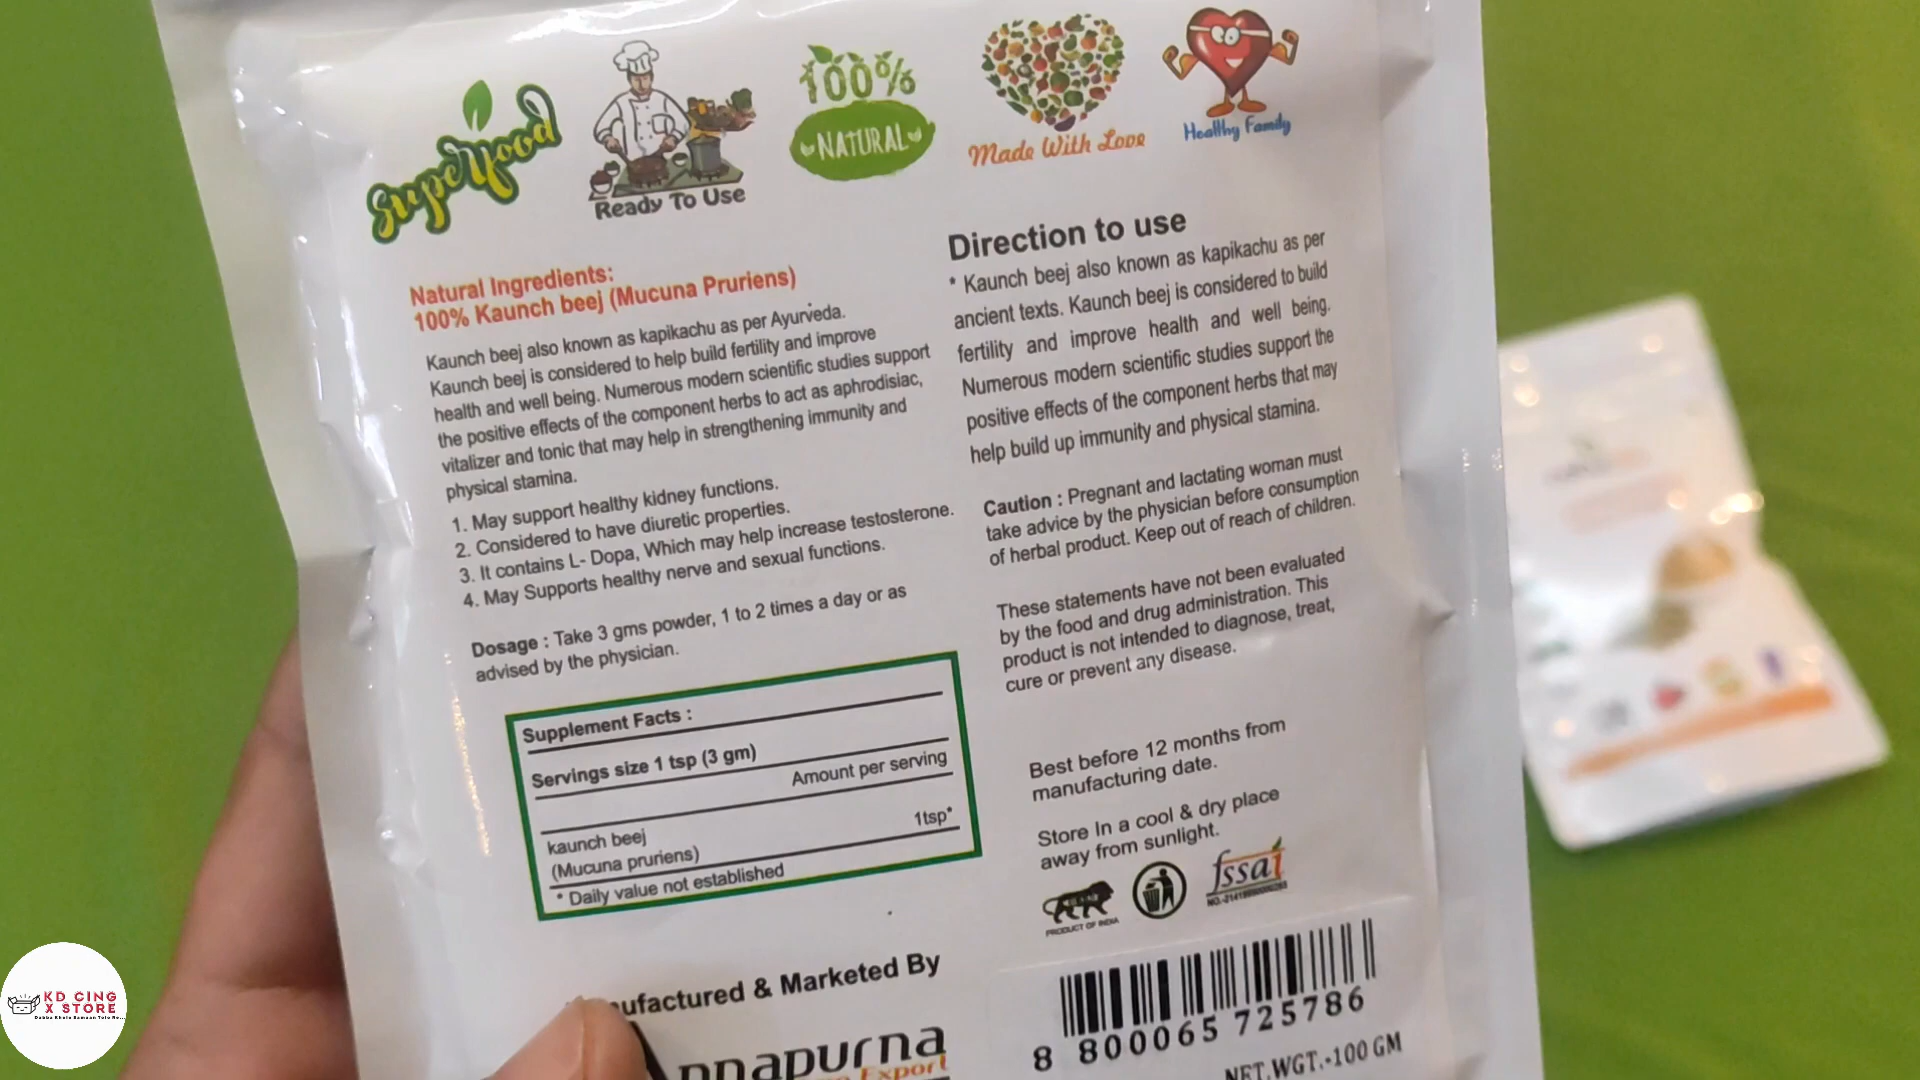 Superfood
Ready To Use
100%
NATURAL
Made With Love
Healthy Family
Natural Ingredients:
100% Kaunch beej (Mucuna Pruriens)
Kaunch beej also known as kapikachu as per Ayurveda.
Kaunch beej is considered to help build fertility and improve
health and well being. Numerous modern scientific studies support
the positive effects of the component herbs to act as aphrodisiac,
vitalizer and tonic that may help in strengthening immunity and
physical stamina.
1. May support healthy kidney functions.
2. Considered to have diuretic properties.
3. It contains L- Dopa, Which may help increase testosterone.
4. May Supports healthy nerve and sexual functions.
Dosage : Take 3 gms powder, 1 to 2 times a day or as
advised by the physician.
Supplement Facts :
Servings size 1 tsp (3 gm)
Amount per serving
kaunch beej
(Mucuna pruriens)
1tsp*
* Daily value not established
Direction to use
* Kaunch beej also known as kapikachu as per
ancient texts. Kaunch beej is considered to build
fertility and improve health and well being.
Numerous modern scientific studies support the
positive effects of the component herbs that may
help build up immunity and physical stamina.
Caution : Pregnant and lactating woman must
take advice by the physician before consumption
of herbal product. Keep out of reach of children.
These statements have not been evaluated
by the food and drug administration. This
product is not intended to diagnose, treat,
cure or prevent any disease.
Best before 12 months from
manufacturing date.
Store In a cool & dry place
away from sunlight.
PRODUCT OF INDIA
fssai
ufactured & Marketed By
nnapurna
Export
8 800065 725786
NET.WGT.-100 GM
KD CING
X STORE